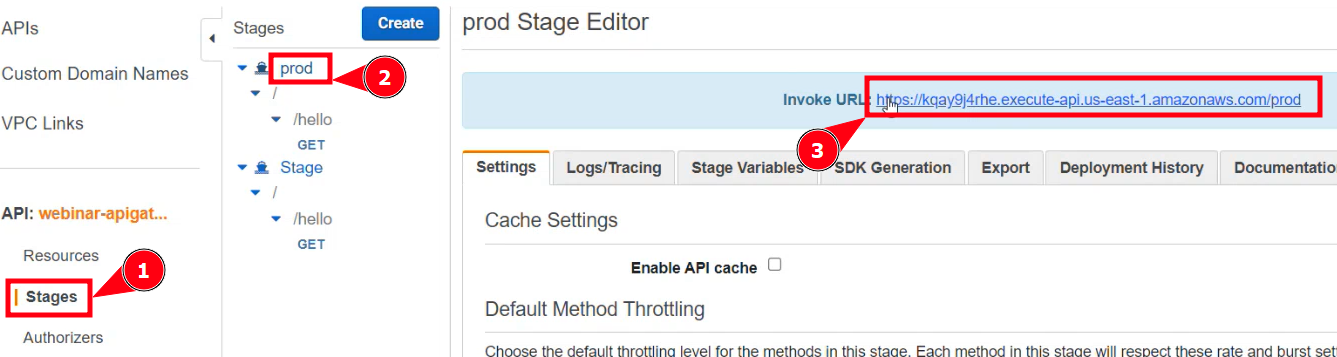 APIs
Custom Domain Names
VPC Links
API: webinar-apigat...
Resources
1
Stages
Authorizers
Stages
Create
prod
2
/
/hello
GET
Stage
/
/hello
GET
prod Stage Editor
Invoke URL: https://kqay9j4rhe.execute-api.us-east-1.amazonaws.com/prod
3
Settings Logs/Tracing Stage Variables SDK Generation Export Deployment History Documentatio
Cache Settings
Enable API cache
Default Method Throttling
Choose the default throttling level for the methods in this stage. Each method in this stage will respect these rate and burst set